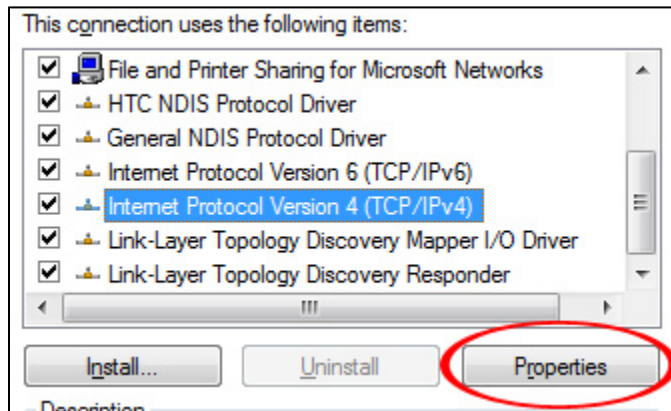 This connection uses the following items:
File and Printer Sharing for Microsoft Networks
HTC NDIS Protocol Driver
General NDIS Protocol Driver
Internet Protocol Version 6 (TCP/IPv6)
Internet Protocol Version 4 (TCP/IPv4)
Link-Layer Topology Discovery Mapper I/O Driver
Link-Layer Topology Discovery Responder
Install... Uninstall Properties
Description